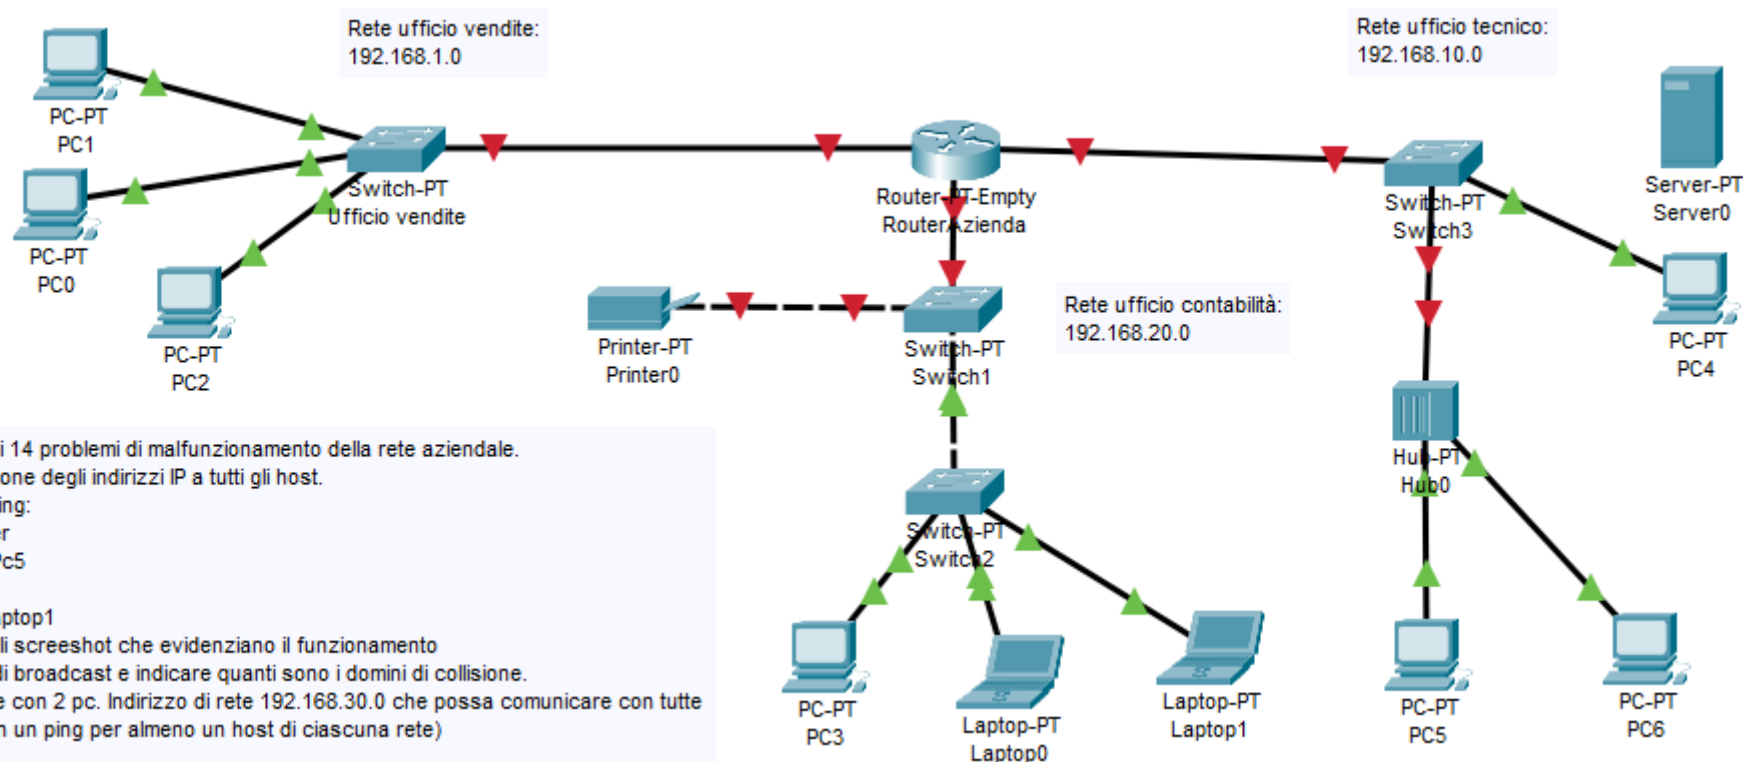 Rete ufficio vendite:
192.168.1.0
Rete ufficio tecnico:
192.168.10.0
PC-PT
PC1
Switch-PT
Ufficio vendite
Router-PT-Empty
RouterAzienda
Switch-PT
Switch3
Server-PT
Server0
PC-PT
PC0
PC-PT
PC2
Printer-PT
Printer0
Switch-PT
Switch1
Rete ufficio contabilità:
192.168.20.0
PC-PT
PC4
i 14 problemi di malfunzionamento della rete aziendale.
one degli indirizzi IP a tutti gli host.
ing:
er
Pc5
aptop1
li screeshot che evidenziano il funzionamento
di broadcast e indicare quanti sono i domini di collisione.
e con 2 pc. Indirizzo di rete 192.168.30.0 che possa comunicare con tutte
n un ping per almeno un host di ciascuna rete)
Switch-PT
Switch2
Hub-PT
Hub0
PC-PT
PC3
Laptop-PT
Laptop0
Laptop-PT
Laptop1
PC-PT
PC5
PC-PT
PC6